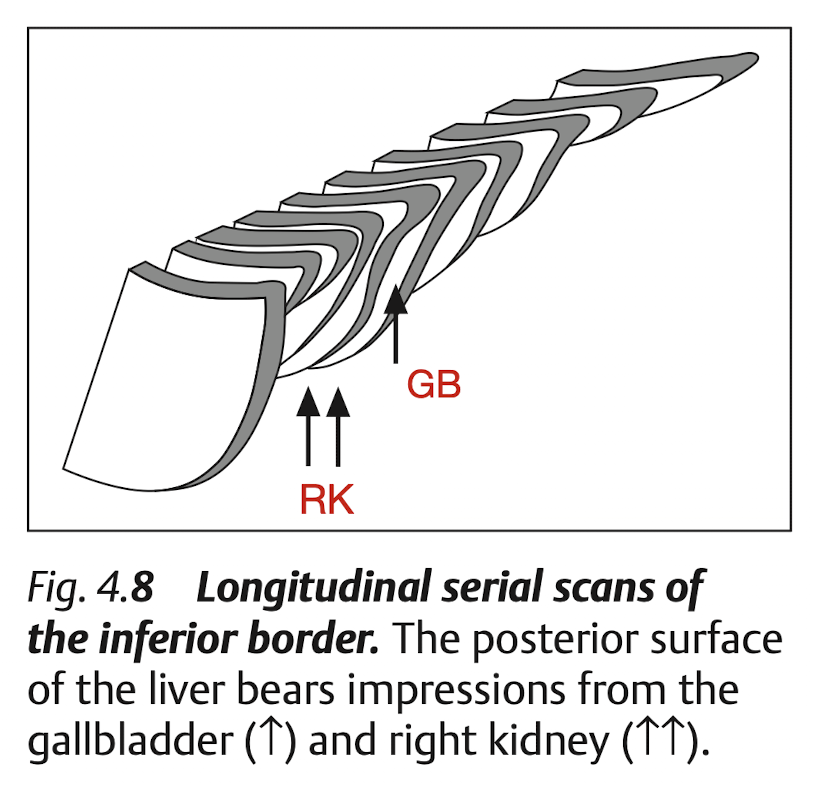 GB
RK
Fig. 4.8 Longitudinal serial scans of
the inferior border. The posterior surface
of the liver bears impressions from the
gallbladder (↑) and right kidney (↑↑).